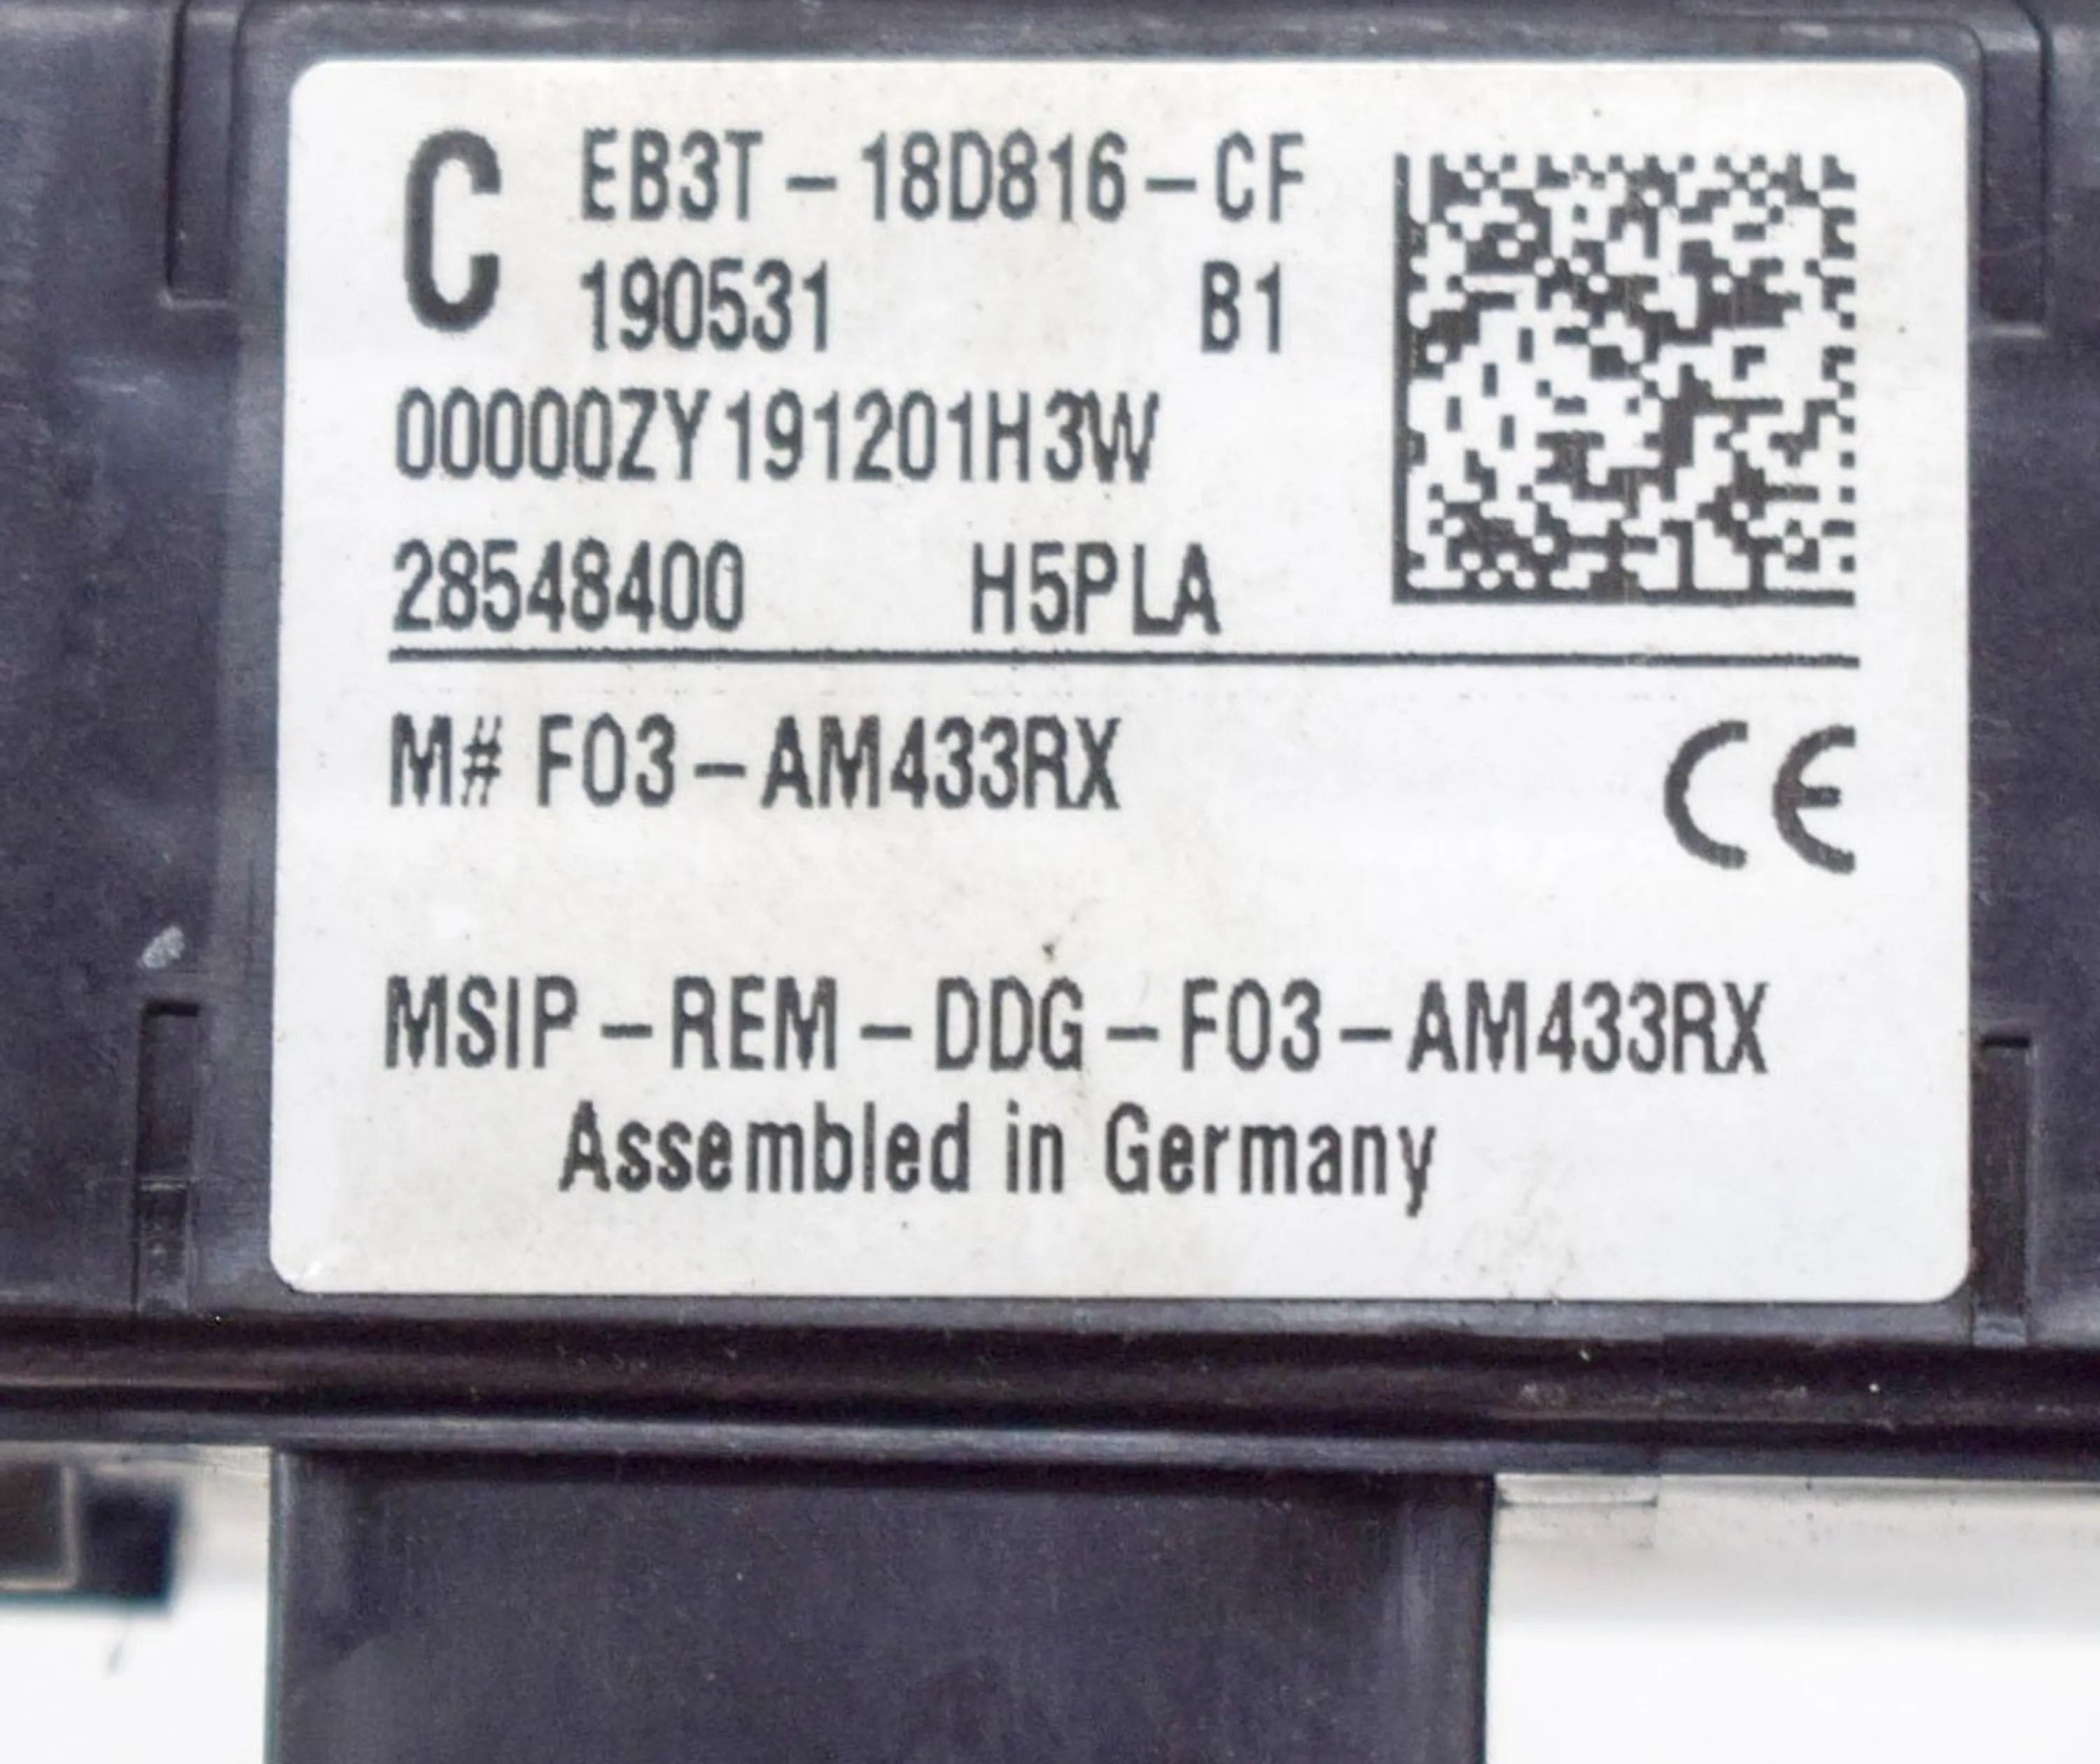 C EB3T-18D816-CF
190531 B1
00000ZY191201H3W
28548400 H5PLA
M# F03-AM433RX CE
MSIP-REM-DDG-F03-AM433RX
Assembled in Germany